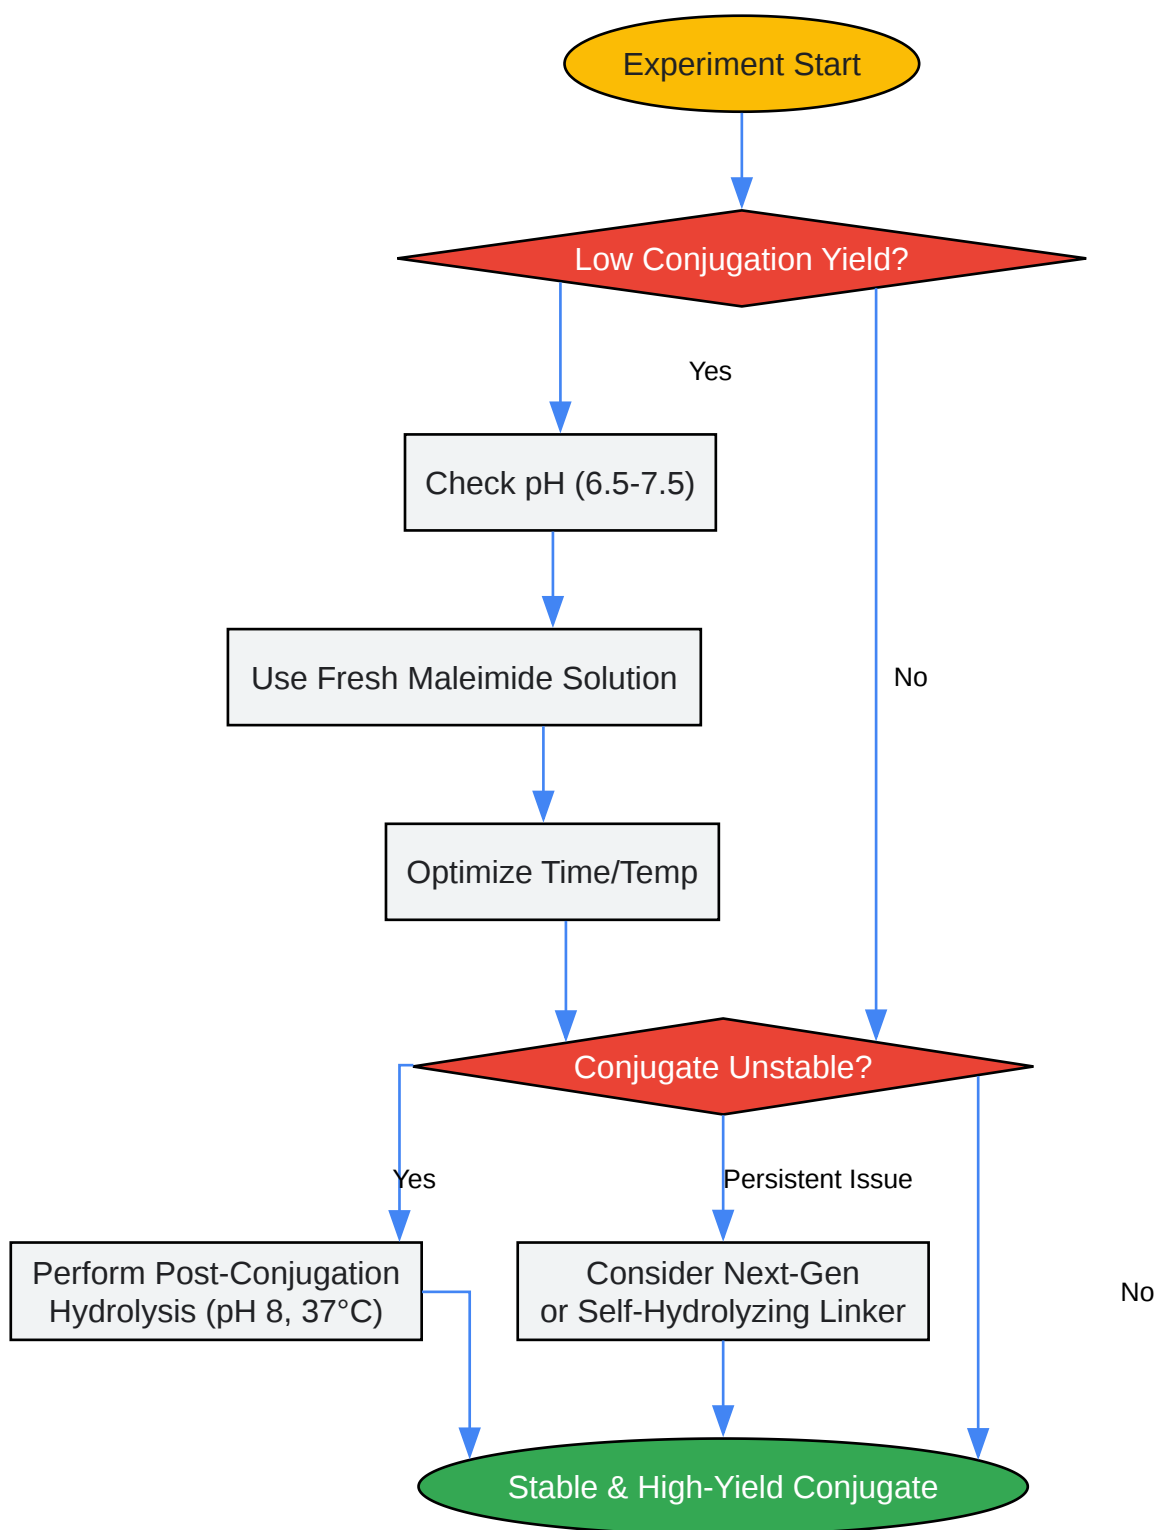 Experiment Start
Low Conjugation Yield?
Yes
Check pH (6.5-7.5)
Use Fresh Maleimide Solution
No
Optimize Time/Temp
Conjugate Unstable?
Yes
Persistent Issue
Perform Post-Conjugation
Hydrolysis (pH 8, 37°C)
Consider Next-Gen
or Self-Hydrolyzing Linker
No
Stable & High-Yield Conjugate